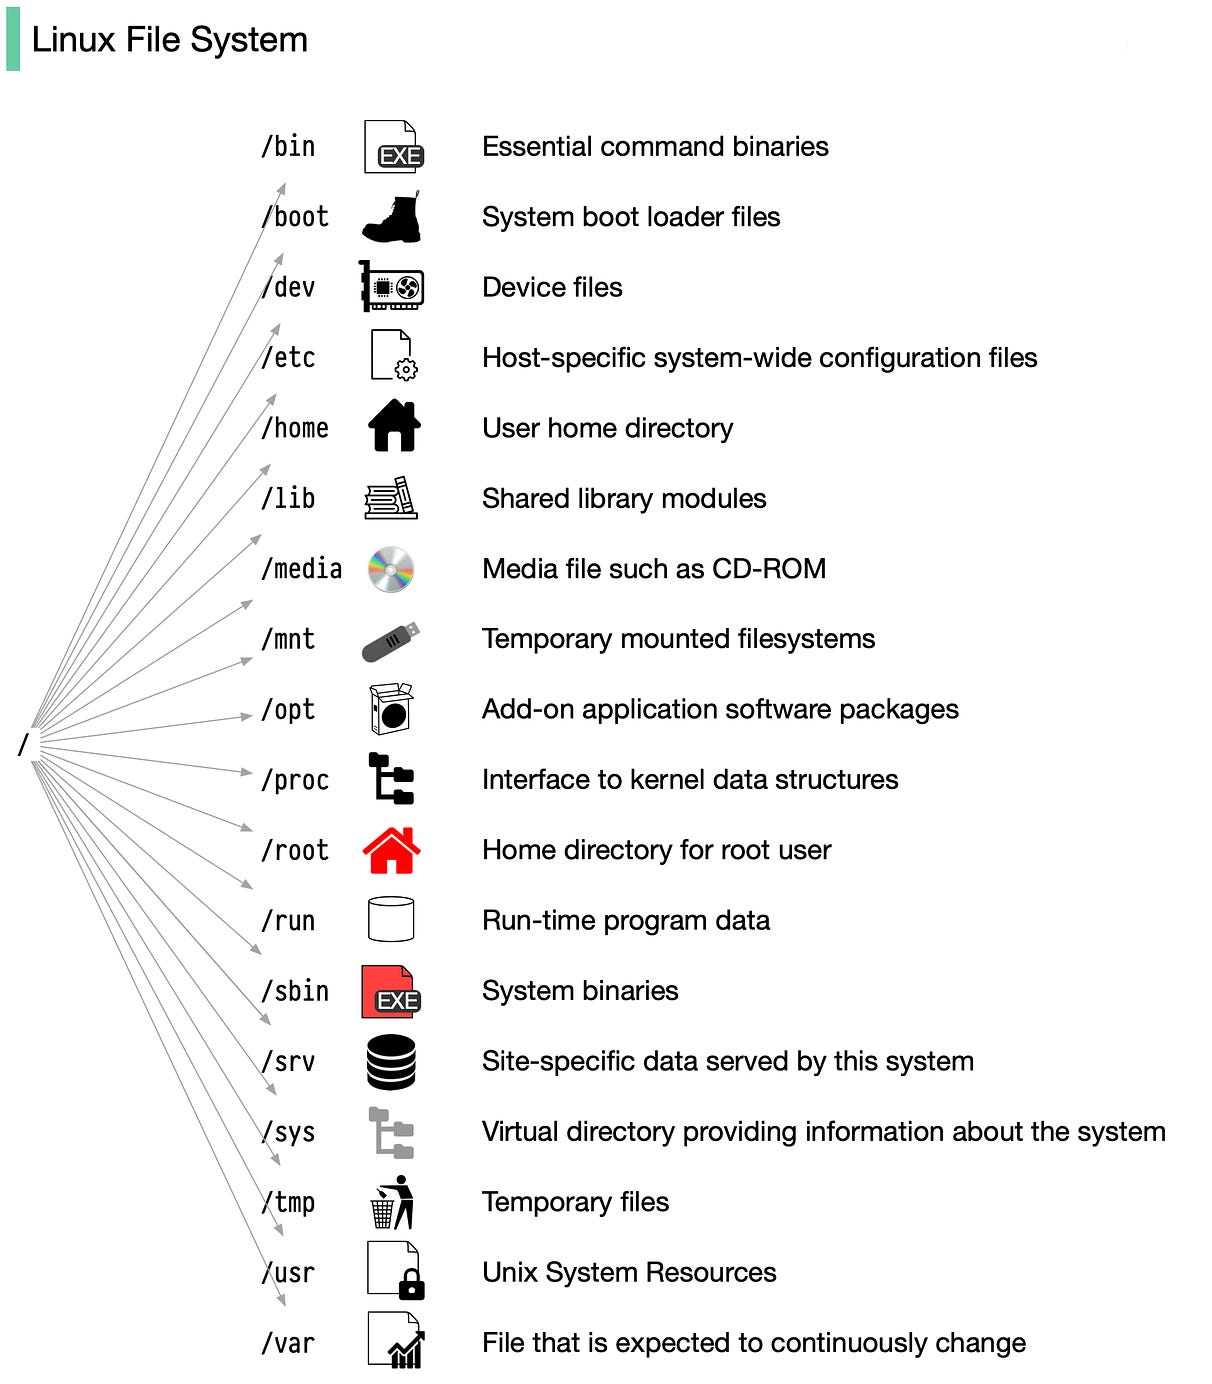 Linux File System
/bin EXE Essential command binaries
/boot System boot loader files
/dev Device files
/etc Host-specific system-wide configuration files
/home User home directory
/lib Shared library modules
/media Media file such as CD-ROM
/mnt Temporary mounted filesystems
/opt Add-on application software packages
/
/proc Interface to kernel data structures
/root Home directory for root user
/run Run-time program data
/sbin EXE System binaries
/srv Site-specific data served by this system
/sys Virtual directory providing information about the system
/tmp Temporary files
/usr Unix System Resources
/var File that is expected to continuously change